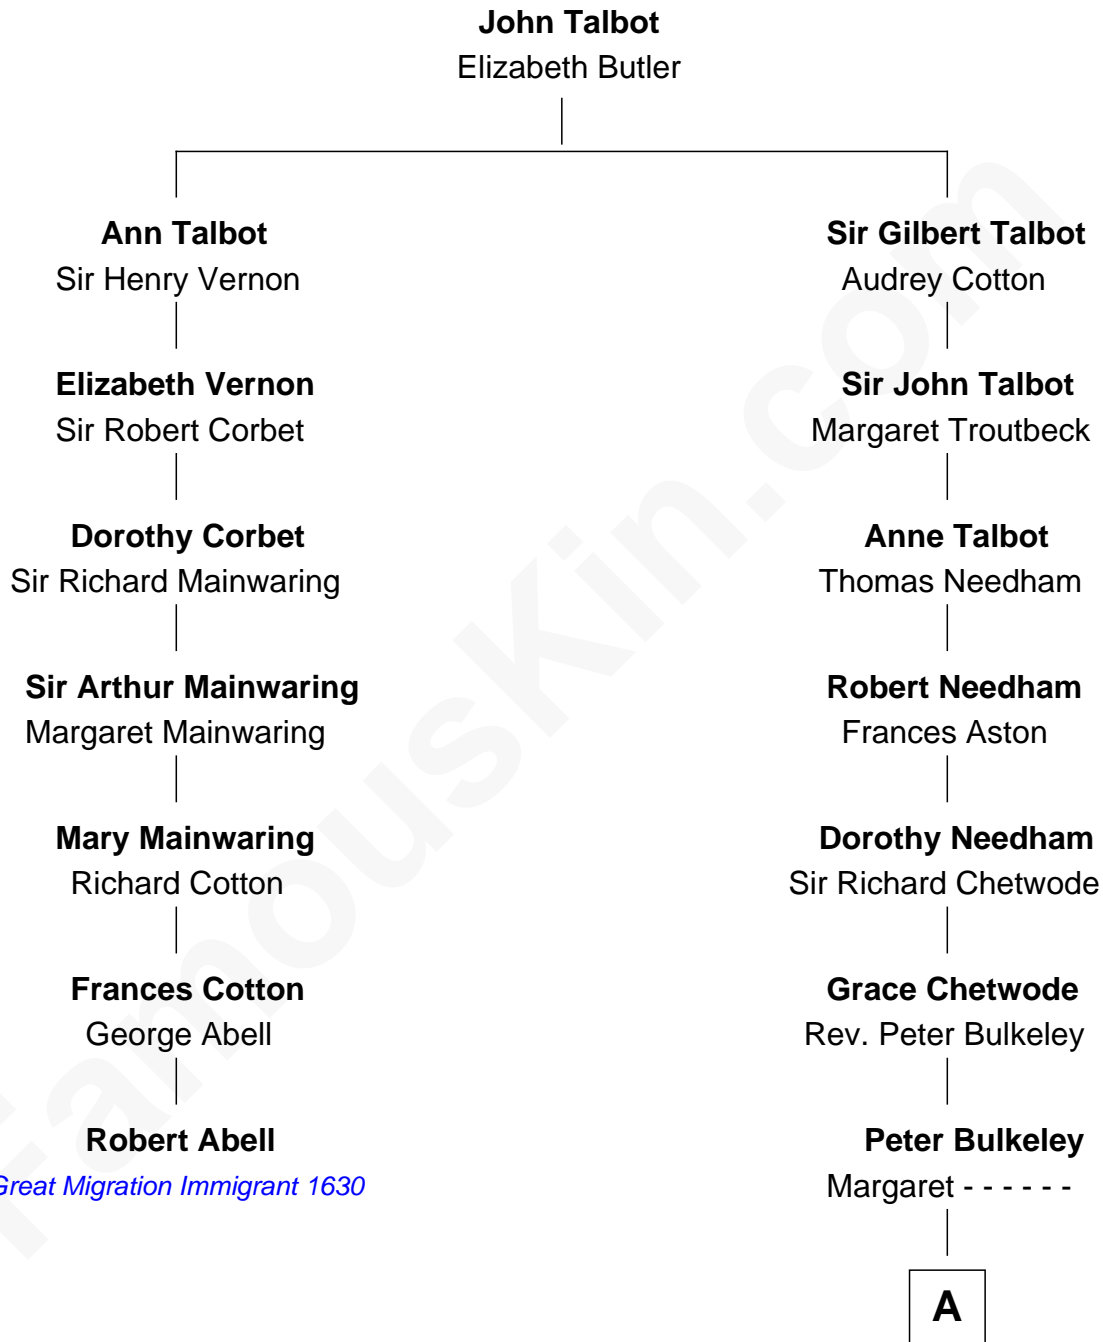 John Talbot
Elizabeth Butler
Ann Talbot
Sir Henry Vernon
Sir Gilbert Talbot
Audrey Cotton
Elizabeth Vernon
Sir Robert Corbet
Sir John Talbot
Margaret Troutbeck
Dorothy Corbet
Sir Richard Mainwaring
Anne Talbot
Thomas Needham
Sir Arthur Mainwaring
Margaret Mainwaring
Robert Needham
Frances Aston
Mary Mainwaring
Richard Cotton
Dorothy Needham
Sir Richard Chetwode
Frances Cotton
George Abell
Grace Chetwode
Rev. Peter Bulkeley
Robert Abell
Great Migration Immigrant 1630
Peter Bulkeley
Margaret - - - - - -
A
FamousKin.com